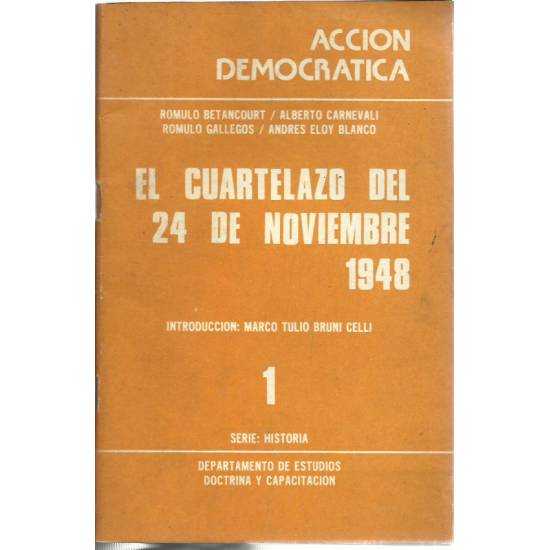 ACCION
DEMOCRATICA
ROMULO BETANCOURT / ALBERTO CARNEVALI
ROMULO GALLEGOS / ANDRES ELOY BLANCO
EL CUARTELAZO DEL
24 DE NOVIEMBRE
1948
INTRODUCCION: MARCO TULIO BRUNI CELLI
1
SERIE: HISTORIA
DEPARTAMENTO DE ESTUDIOS
DOCTRINA Y CAPACITACION